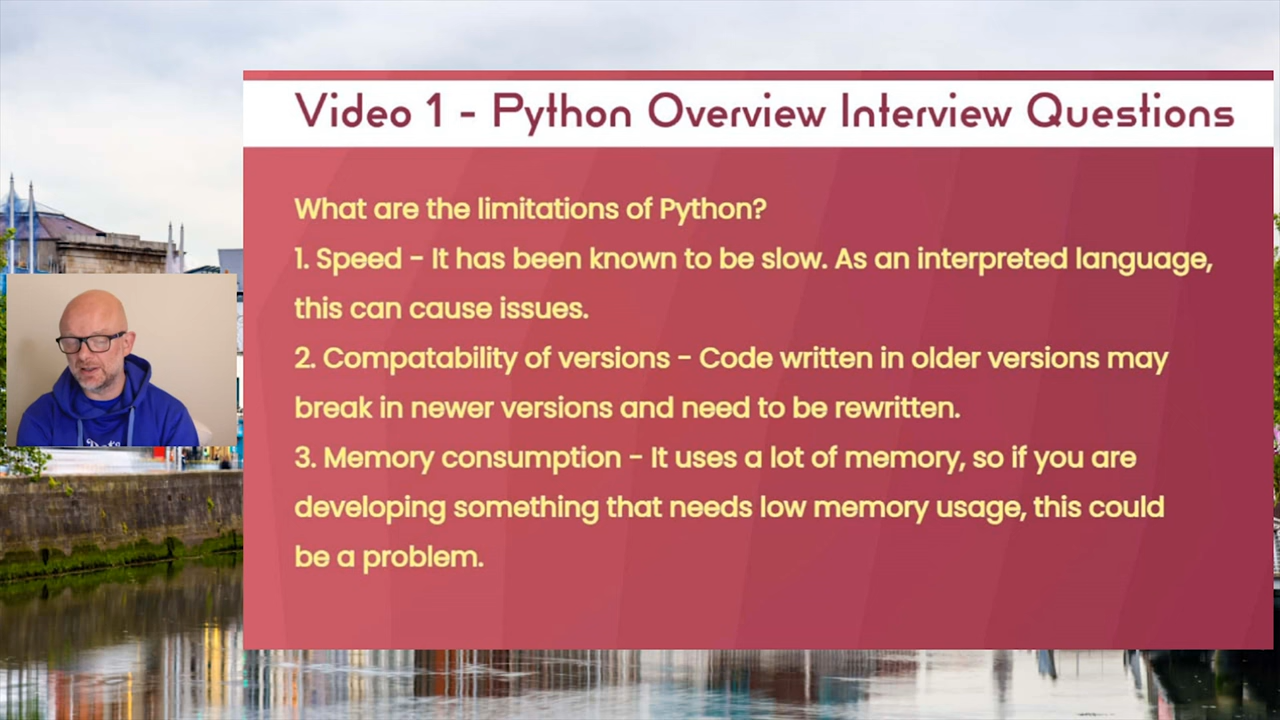 Video 1 - Python Overview Interview Questions
What are the limitations of Python?
1. Speed - It has been known to be slow. As an interpreted language,
this can cause issues.
2. Compatability of versions - Code written in older versions may
break in newer versions and need to be rewritten.
3. Memory consumption - It uses a lot of memory, so if you are
developing something that needs low memory usage, this could
be a problem.